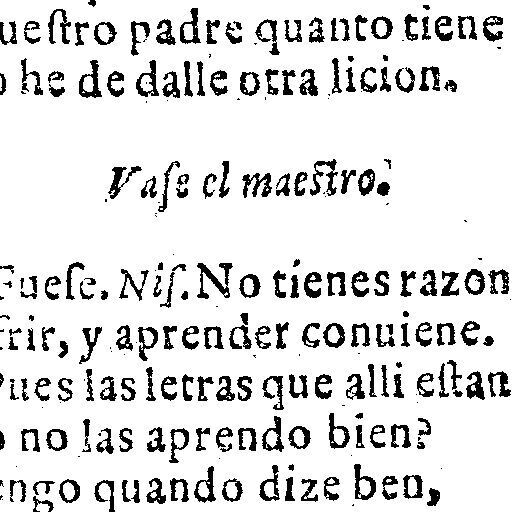 ueſtro padre quanto tiene
o he de dalle otra licion.
Vaſe el maeſtro.
Fueſe. Niſ. No tienes razon
frir, y aprender conuiene.
Pues las letras que alli eſtan
o no las aprendo bien?
engo quando dize ben,